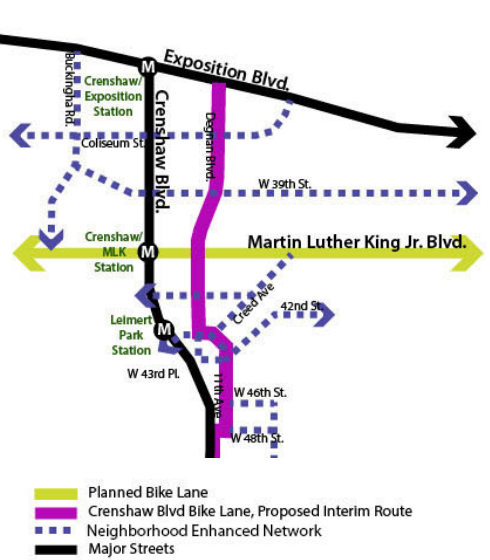 Exposition Blvd.
M
Buckingha Rd.
Crenshaw/
Exposition
Station
Crenshaw Blvd.
Degnan Blvd.
Coliseum St.
W 39th St.
Crenshaw/
MLK
Station
M
Martin Luther King Jr. Blvd.
Creed Ave
42nd St.
Leimert
Park
Station
M
W 43rd Pl.
11th Ave.
W 46th St.
W 48th St.
Planned Bike Lane
Crenshaw Blvd Bike Lane, Proposed Interim Route
Neighborhood Enhanced Network
Major Streets